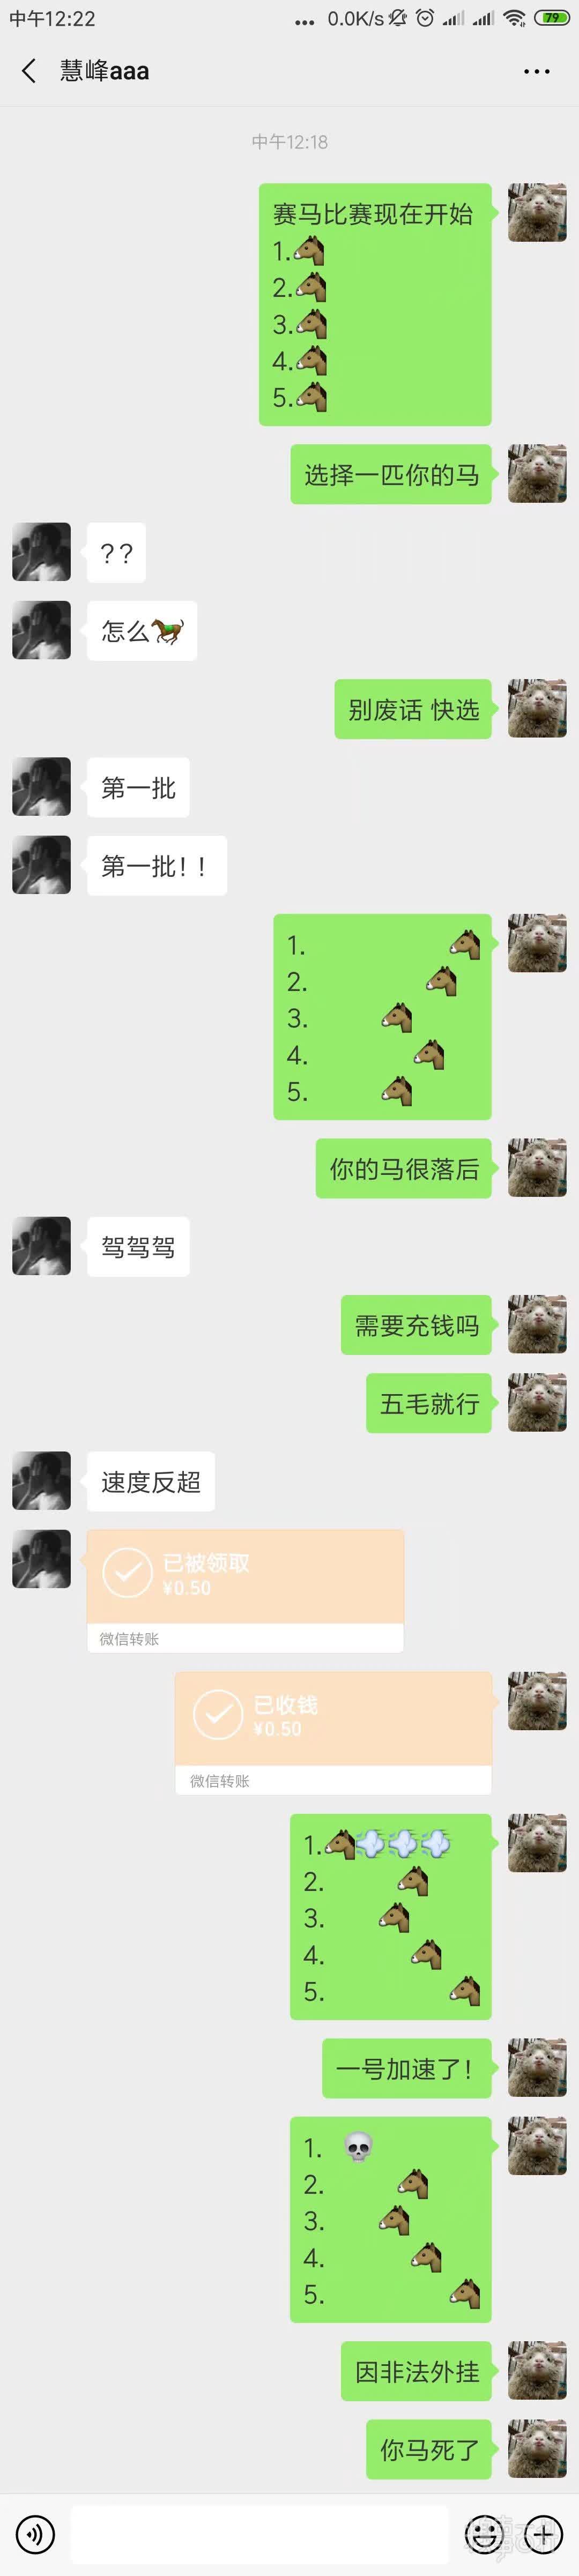 中午12:22
... 0.0K/s
79
慧峰aaa
中午12:18
赛马比赛现在开始
1.🐴
2.🐴
3.🐴
4.🐴
5.🐴
选择一匹你的马
??
怎么🐎
别废话 快选
第一批
第一批！！
1. 🐴
2. 🐴
3. 🐴
4. 🐴
5. 🐴
你的马很落后
驾驾驾
需要充钱吗
五毛就行
速度反超
已被领取
¥0.50
微信转账
已收钱
¥0.50
微信转账
1.🐴💨💨💨
2. 🐴
3. 🐴
4. 🐴
5. 🐴
一号加速了！
1. 💀
2. 🐴
3. 🐴
4. 🐴
5. 🐴
因非法外挂
你马死了